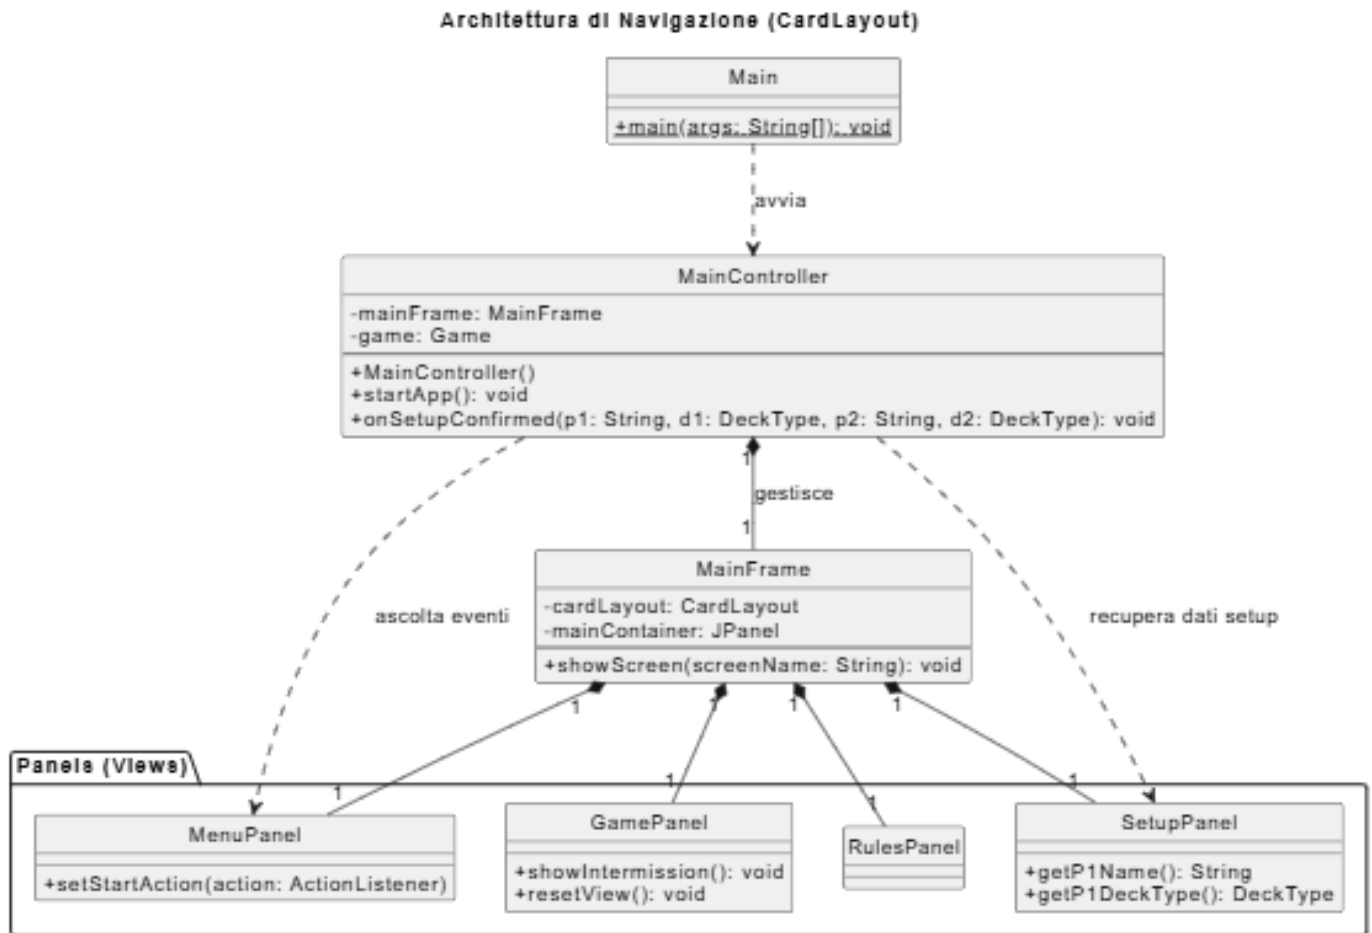 Architettura di Navigazione (CardLayout)
Main
+main(args: String[]): void
avvia
MainController
-mainFrame: MainFrame
-game: Game
+MainController()
+startApp(): void
+onSetupConfirmed(p1: String, d1: DeckType, p2: String, d2: DeckType): void
1
gestisce
1
MainFrame
-cardLayout: CardLayout
-mainContainer: JPanel
+showScreen(screenName: String): void
ascolta eventi
recupera dati setup
1
1
1
1
Panels (Views)
1
1
1
1
MenuPanel
+setStartAction(action: ActionListener)
GamePanel
+showIntermission(): void
+resetView(): void
RulesPanel
SetupPanel
+getP1Name(): String
+getP1DeckType(): DeckType